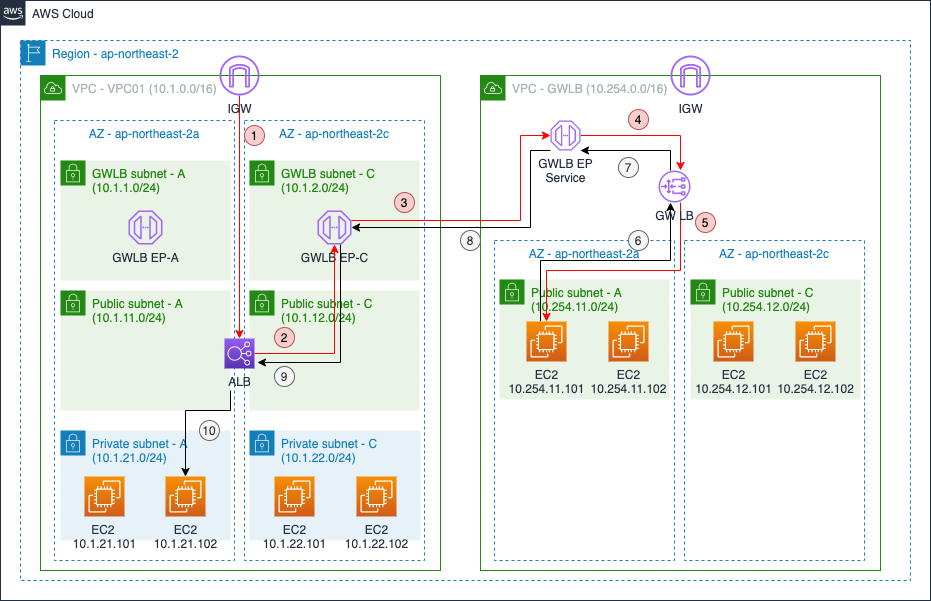 aws
AWS Cloud
Region - ap-northeast-2
VPC - VPC01 (10.1.0.0/16)
IGW
AZ - ap-northeast-2a
AZ - ap-northeast-2c
1
GWLB subnet - A
(10.1.1.0/24)
GWLB subnet - C
(10.1.2.0/24)
GWLB EP-A
GWLB EP-C
3
Public subnet - A
(10.1.11.0/24)
Public subnet - C
(10.1.12.0/24)
2
ALB
9
10
Private subnet - A
(10.1.21.0/24)
Private subnet - C
(10.1.22.0/24)
EC2
10.1.21.101
EC2
10.1.21.102
EC2
10.1.22.101
EC2
10.1.22.102
VPC - GWLB (10.254.0.0/16)
IGW
4
GWLB EP
Service
7
GW LB
5
8
6
AZ - ap-northeast-2a
AZ - ap-northeast-2c
Public subnet - A
(10.254.11.0/24)
Public subnet - C
(10.254.12.0/24)
EC2
10.254.11.101
EC2
10.254.11.102
EC2
10.254.12.101
EC2
10.254.12.102